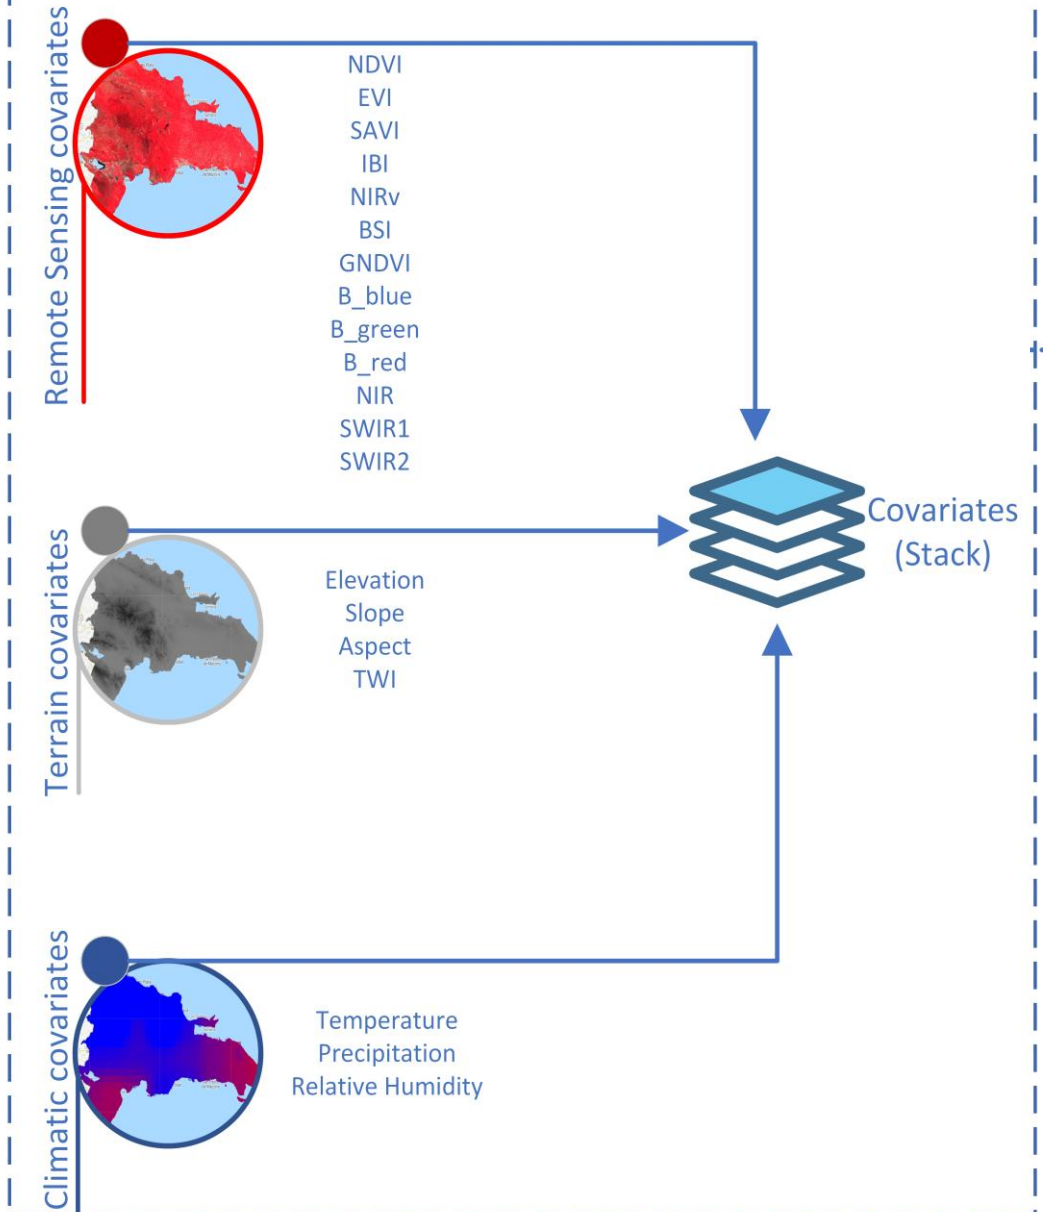 Remote Sensing covariates
NDVI
EVI
SAVI
IBI
NIRv
BSI
GNDVI
B_blue
B_green
B_red
NIR
SWIR1
SWIR2
Covariates
(Stack)
Terrain covariates
Elevation
Slope
Aspect
TWI
Climatic covariates
Temperature
Precipitation
Relative Humidity